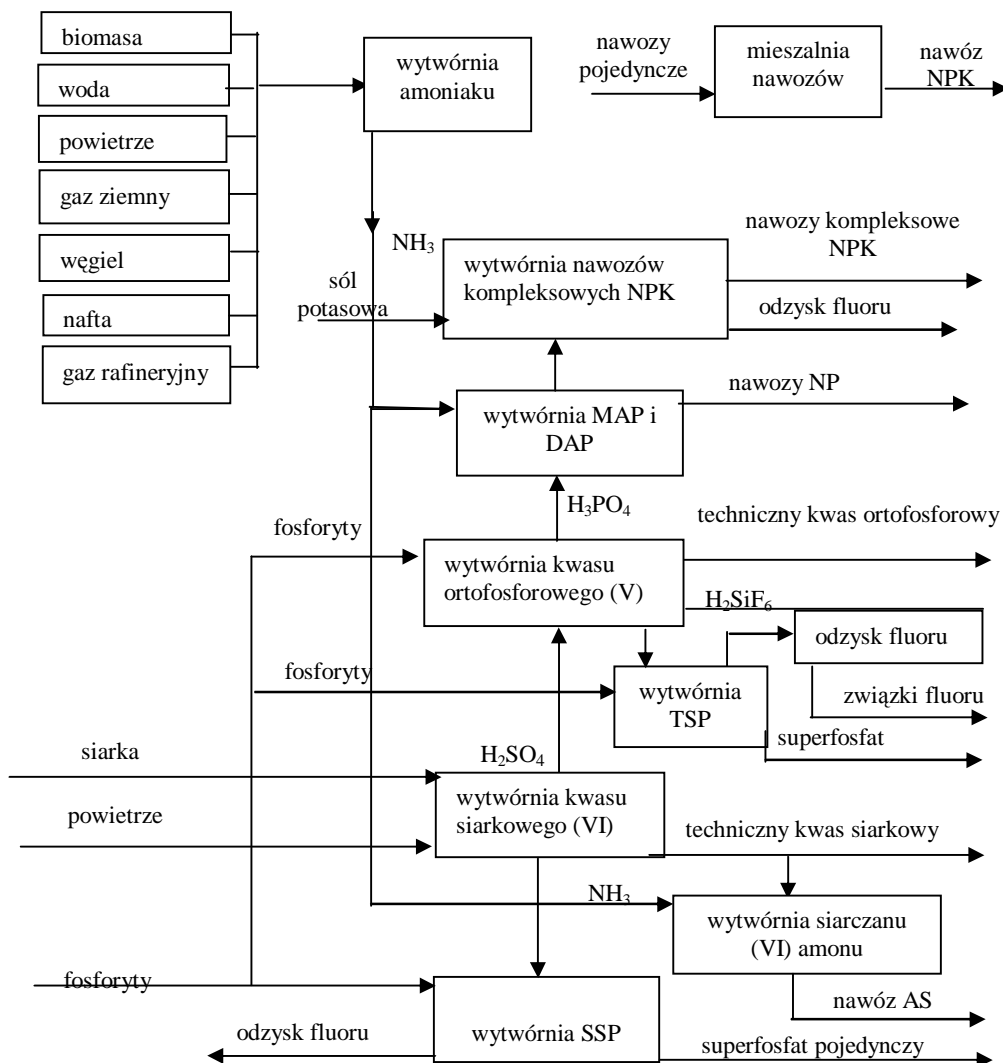 biomasa
woda
powietrze
gaz ziemny
węgiel
nafta
gaz rafineryjny
wytwórnia
amoniaku
nawozy
pojedyncze
mieszalnia
nawozów
nawóz
NPK
NH₃
sól
potasowa
wytwórnia nawozów
kompleksowych NPK
nawozy kompleksowe
NPK
odzysk fluoru
wytwórnia MAP i
DAP
nawozy NP
H₃PO₄
fosforyty
wytwórnia kwasu
ortofosforowego (V)
techniczny kwas ortofosforowy
H₂SiF₆
odzysk fluoru
fosforyty
wytwórnia
TSP
związki fluoru
superfosfat
siarka
H₂SO₄
powietrze
wytwórnia kwasu
siarkowego (VI)
techniczny kwas siarkowy
NH₃
wytwórnia siarczanu
(VI) amonu
fosforyty
nawóz AS
odzysk fluoru
wytwórnia SSP
superfosfat pojedynczy